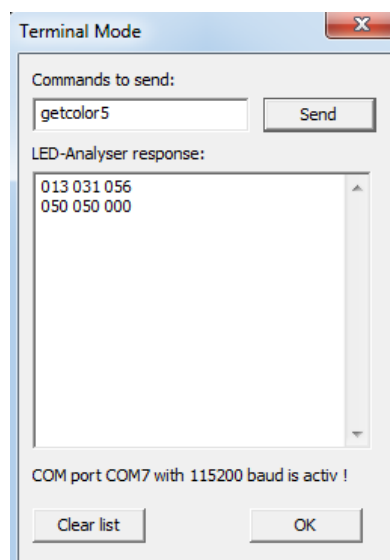 Terminal Mode
Commands to send:
getcolor5
Send
LED-Analyser response:
013 031 056
050 050 000
COM port COM7 with 115200 baud is activ !
Clear list
OK